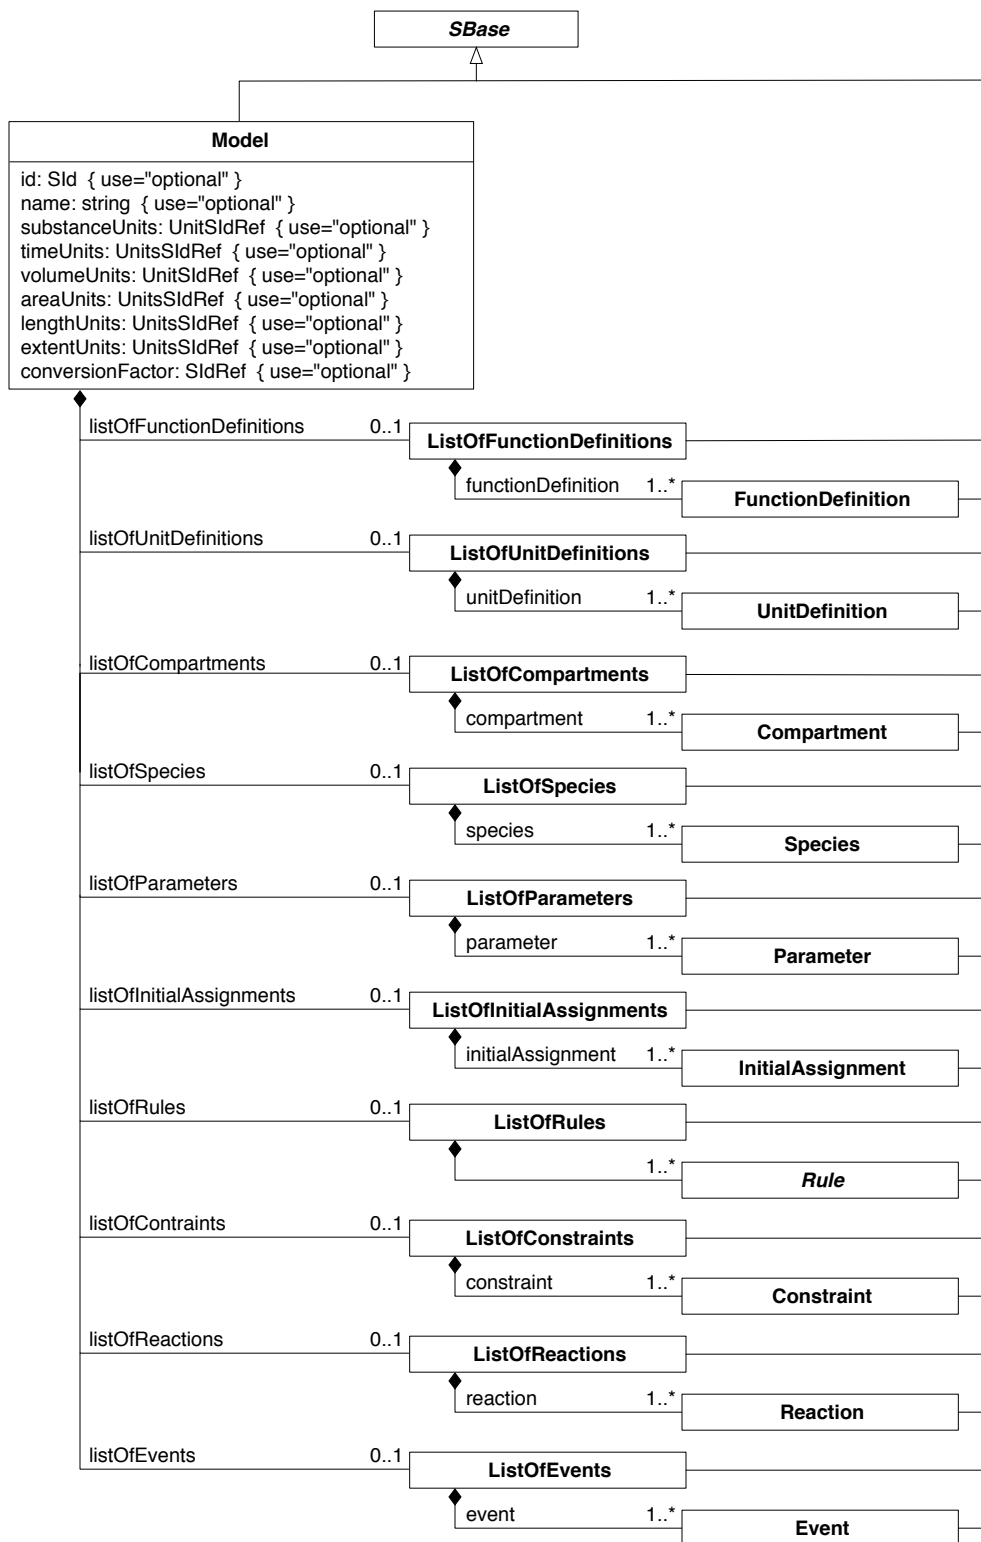 SBase
Model
id: SId { use="optional" }
name: string { use="optional" }
substanceUnits: UnitSIdRef { use="optional" }
timeUnits: UnitsSIdRef { use="optional" }
volumeUnits: UnitSIdRef { use="optional" }
areaUnits: UnitsSIdRef { use="optional" }
lengthUnits: UnitsSIdRef { use="optional" }
extentUnits: UnitsSIdRef { use="optional" }
conversionFactor: SIdRef { use="optional" }
listOfFunctionDefinitions 0..1
ListOfFunctionDefinitions
functionDefinition 1..*
FunctionDefinition
listOfUnitDefinitions 0..1
ListOfUnitDefinitions
unitDefinition 1..*
UnitDefinition
listOfCompartments 0..1
ListOfCompartments
compartment 1..*
Compartment
listOfSpecies 0..1
ListOfSpecies
species 1..*
Species
listOfParameters 0..1
ListOfParameters
parameter 1..*
Parameter
listOfInitialAssignments 0..1
ListOfInitialAssignments
initialAssignment 1..*
InitialAssignment
listOfRules 0..1
ListOfRules
1..*
Rule
listOfContraints 0..1
ListOfConstraints
constraint 1..*
Constraint
listOfReactions 0..1
ListOfReactions
reaction 1..*
Reaction
listOfEvents 0..1
ListOfEvents
event 1..*
Event